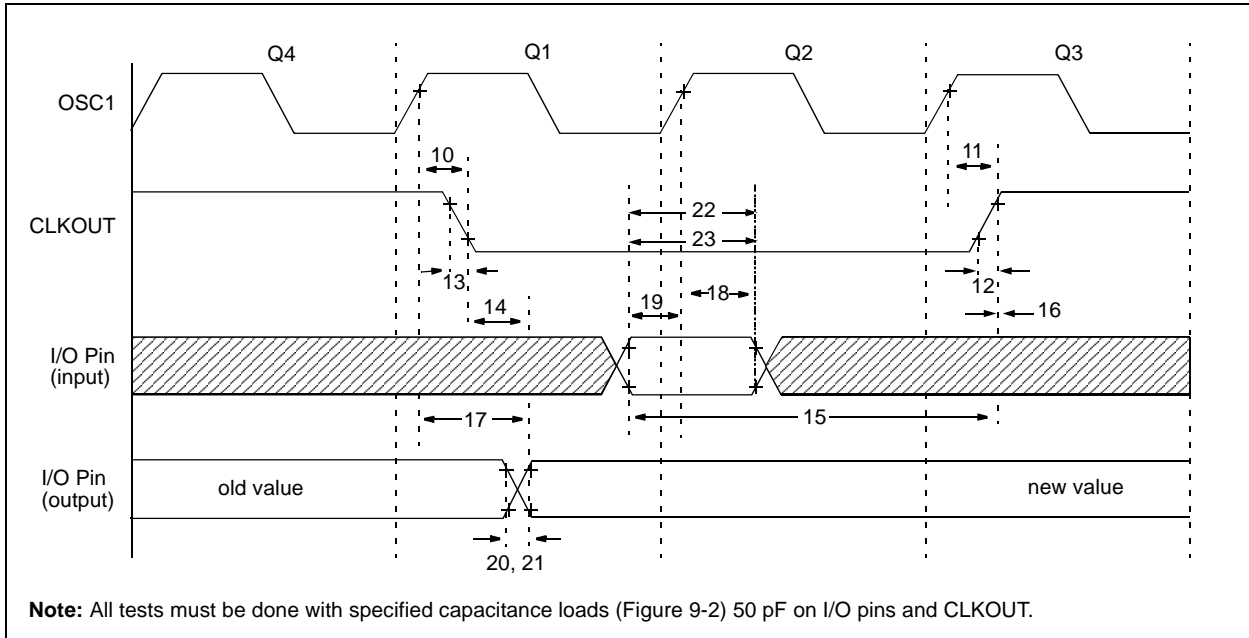 Q4 Q1 Q2 Q3
OSC1
10 11
22
CLKOUT
23
13 12
14 19 18 16
I/O Pin
(input)
17 15
I/O Pin
(output)
old value new value
20, 21
Note: All tests must be done with specified capacitance loads (Figure 9-2) 50 pF on I/O pins and CLKOUT.